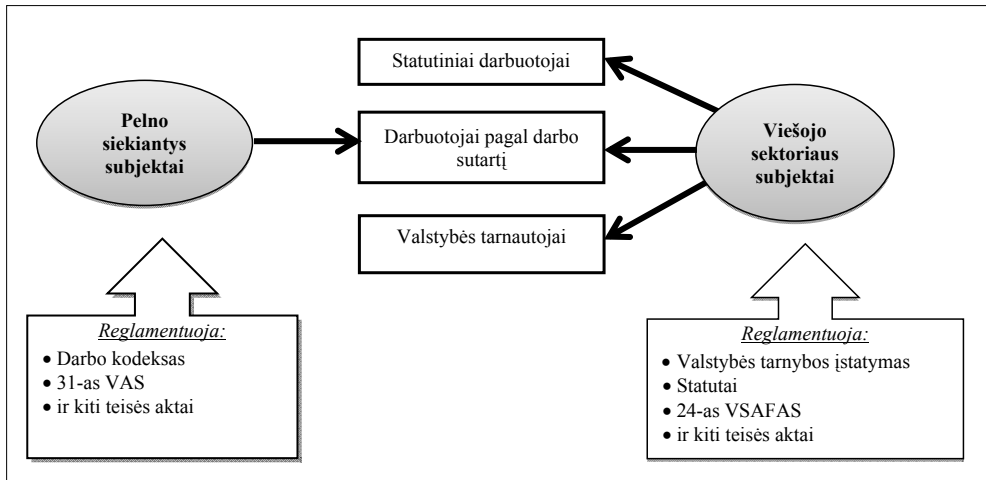 Statutiniai darbuotojai
Pelno
siekiantys
subjektai
Darbuotojai pagal darbo
sutartį
Viešojo
sektoriaus
subjektai
Valstybės tarnautojai
Reglamentuoja:
• Darbo kodeksas
• 31-as VAS
• ir kiti teisės aktai
Reglamentuoja:
• Valstybės tarnybos įstatymas
• Statutai
• 24-as VSAFAS
• ir kiti teisės aktai